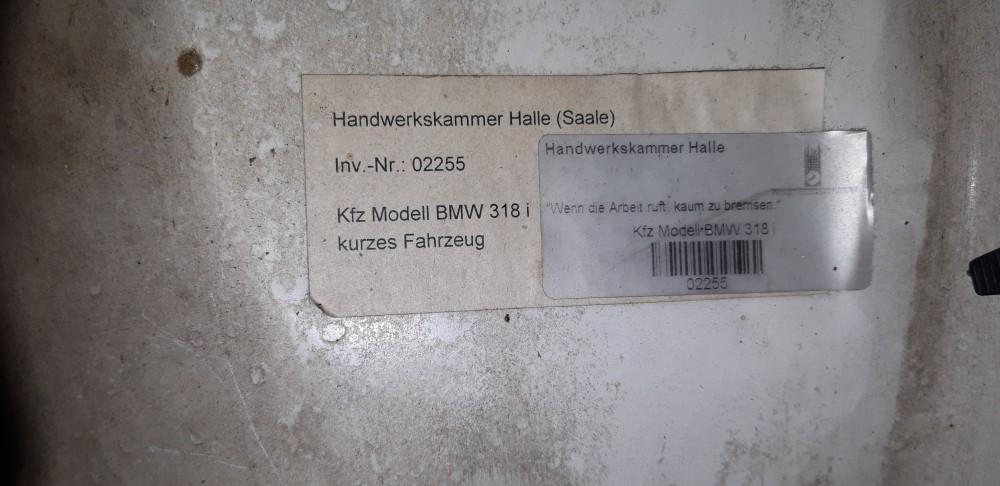 Handwerkskammer Halle (Saale)
Inv.-Nr.: 02255
Kfz Modell BMW 318 i
kurzes Fahrzeug
Handwerkskammer Halle
"Wenn die Arbeit ruft, kaum zu bremsen."
Kfz Modell BMW 318 i
02255